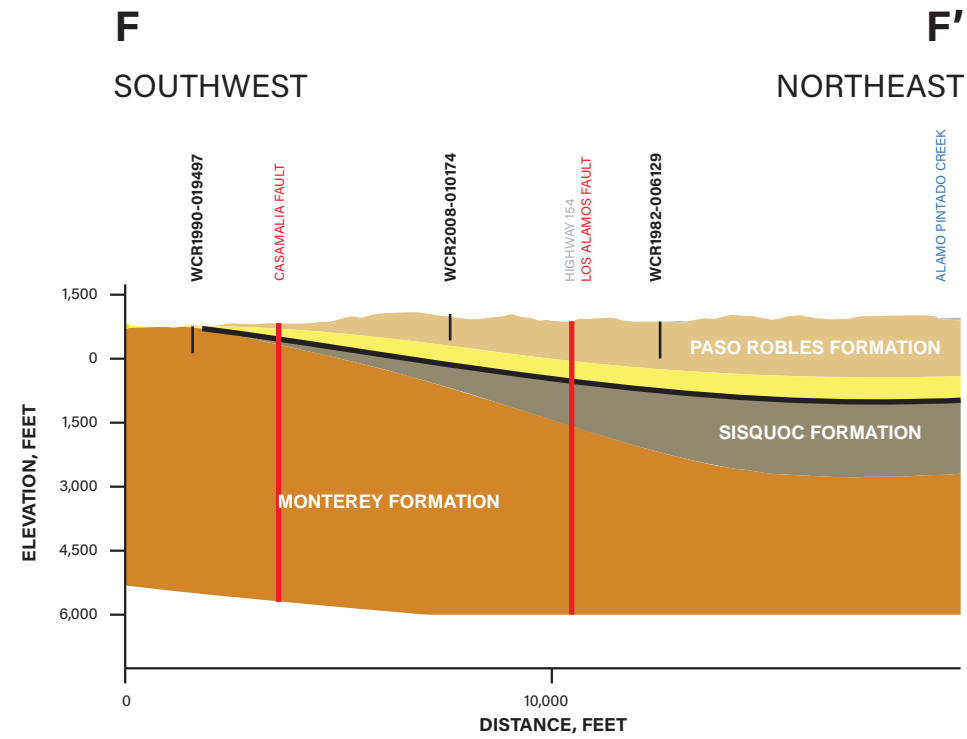 F
F′
SOUTHWEST
NORTHEAST
WCR1990-019497
CASAMALIA FAULT
WCR2008-010174
HIGHWAY 154
LOS ALAMOS FAULT
WCR1982-006129
ALAMO PINTADO CREEK
1,500
0
1,500
3,000
4,500
6,000
ELEVATION, FEET
PASO ROBLES FORMATION
SISQUOC FORMATION
MONTEREY FORMATION
0
10,000
DISTANCE, FEET